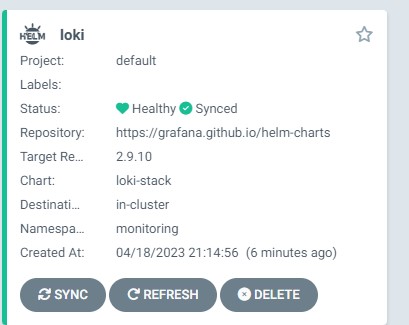 HELM loki
Project: default
Labels:
Status: Healthy Synced
Repository: https://grafana.github.io/helm-charts
Target Re... 2.9.10
Chart: loki-stack
Destinati... in-cluster
Namespa... monitoring
Created At: 04/18/2023 21:14:56 (6 minutes ago)
SYNC REFRESH DELETE